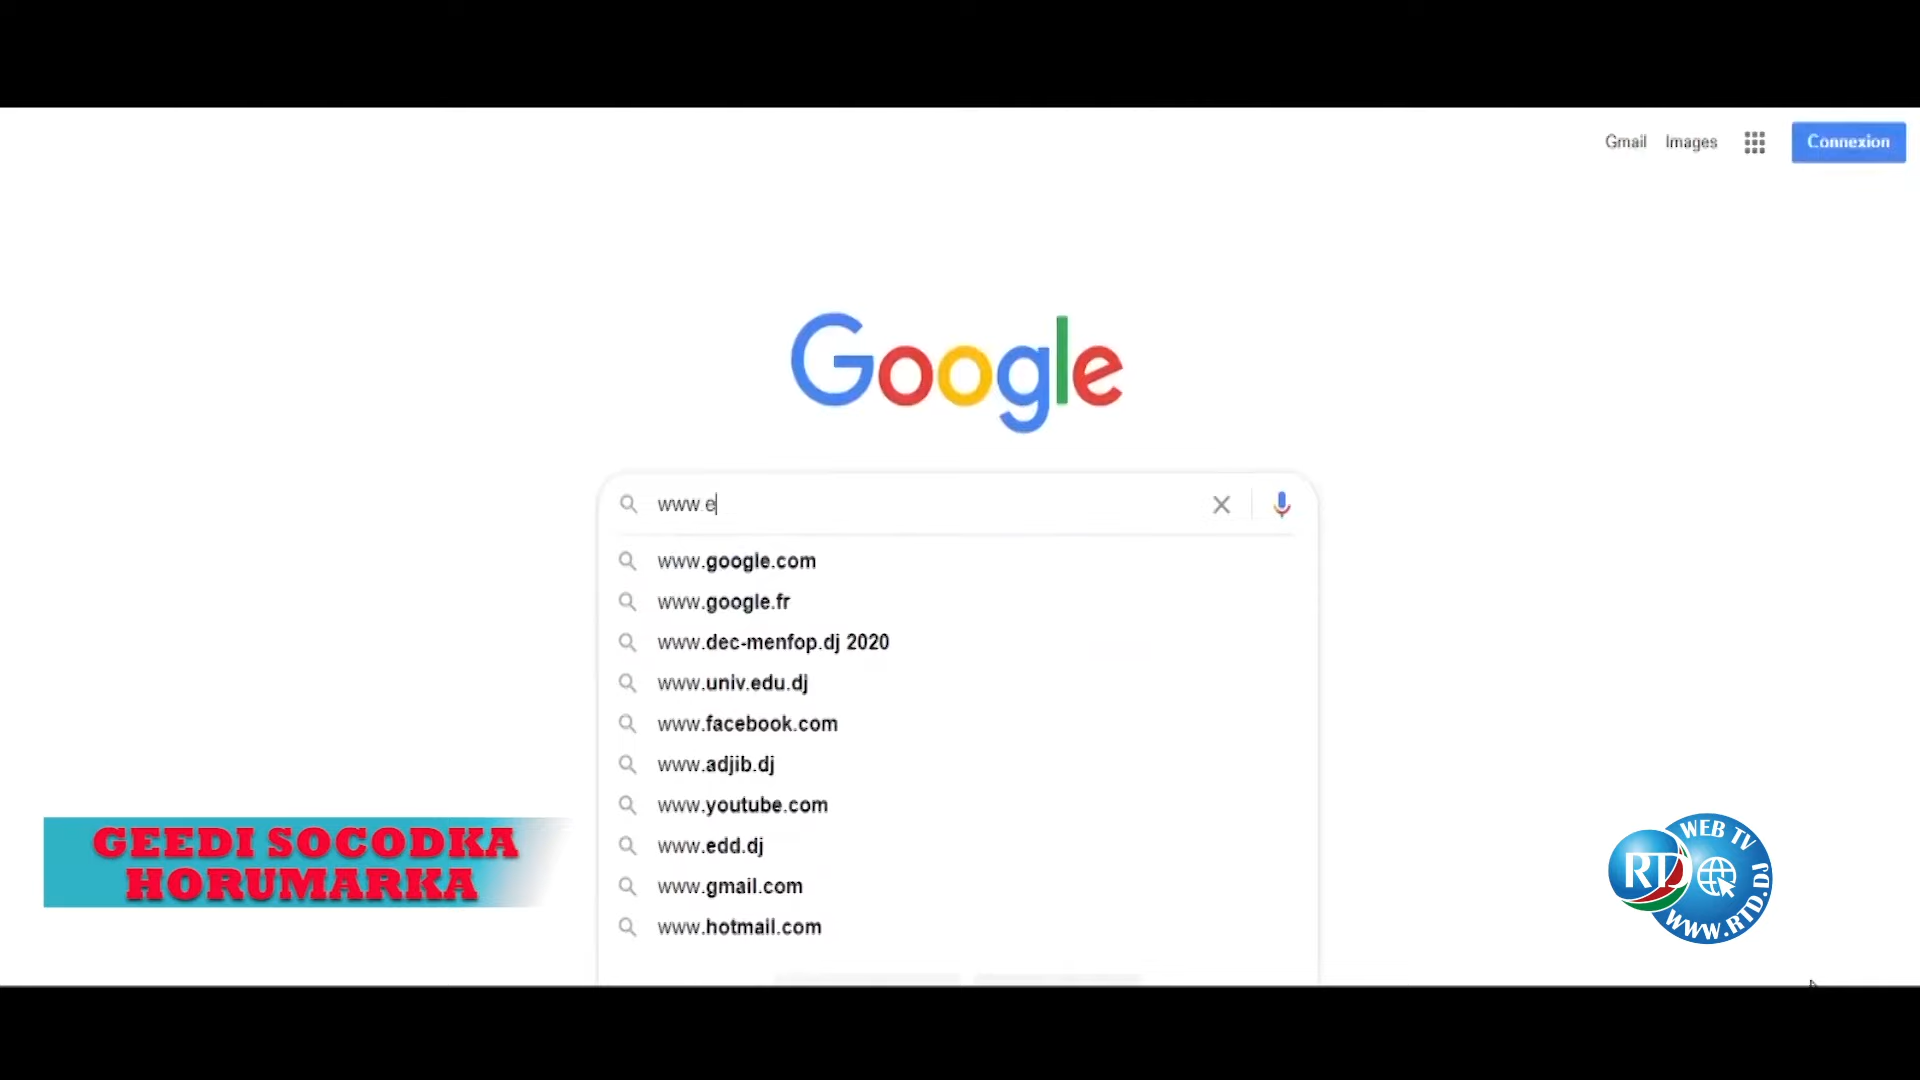 Gmail Images Connexion
Google
www.e
www.google.com
www.google.fr
www.dec-menfop.dj 2020
www.univ.edu.dj
www.facebook.com
www.adjib.dj
www.youtube.com
www.edd.dj
www.gmail.com
www.hotmail.com
GEEDI SOCODKA
HORUMARKA
WEB TV
RTD
WWW.RTD.DJ